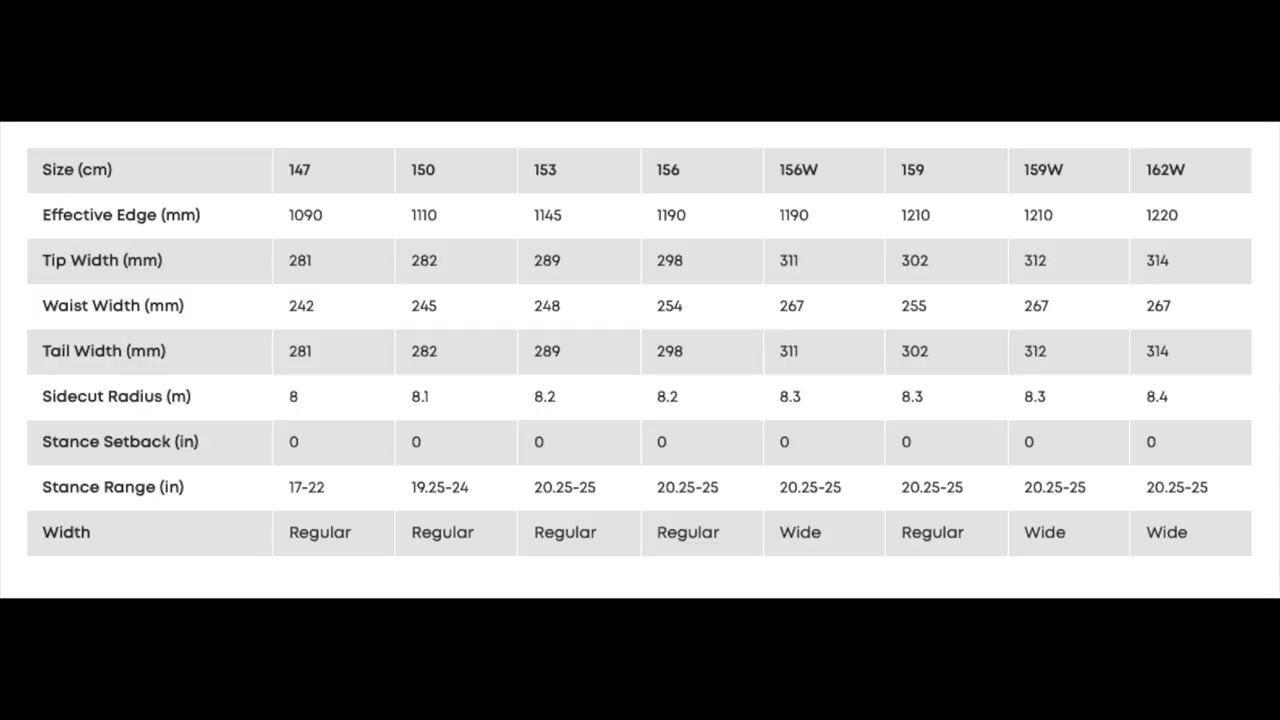 Size (cm) 147 150 153 156 156W 159 159W 162W
Effective Edge (mm) 1090 1110 1145 1190 1190 1210 1210 1220
Tip Width (mm) 281 282 289 298 311 302 312 314
Waist Width (mm) 242 245 248 254 267 255 267 267
Tail Width (mm) 281 282 289 298 311 302 312 314
Sidecut Radius (m) 8 8.1 8.2 8.2 8.3 8.3 8.3 8.4
Stance Setback (in) 0 0 0 0 0 0 0 0
Stance Range (in) 17-22 19.25-24 20.25-25 20.25-25 20.25-25 20.25-25 20.25-25 20.25-25
Width Regular Regular Regular Regular Wide Regular Wide Wide